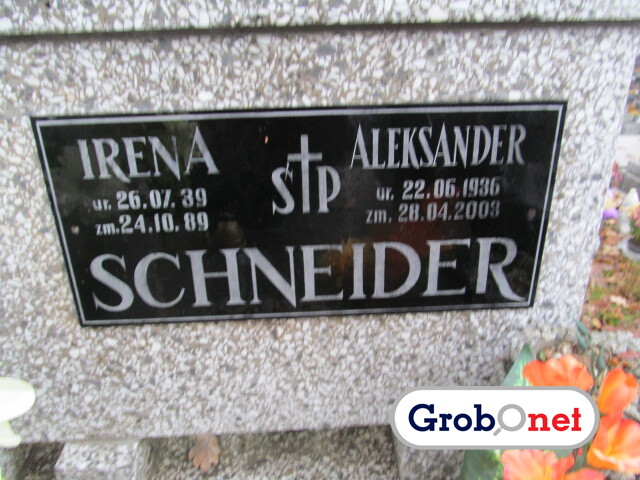 IRENA
ur. 26.07.39
zm. 24.10.89
S†P
ALEKSANDER
ur. 22.06.1936
zm. 28.04.2003
SCHNEIDER
GrobOnet